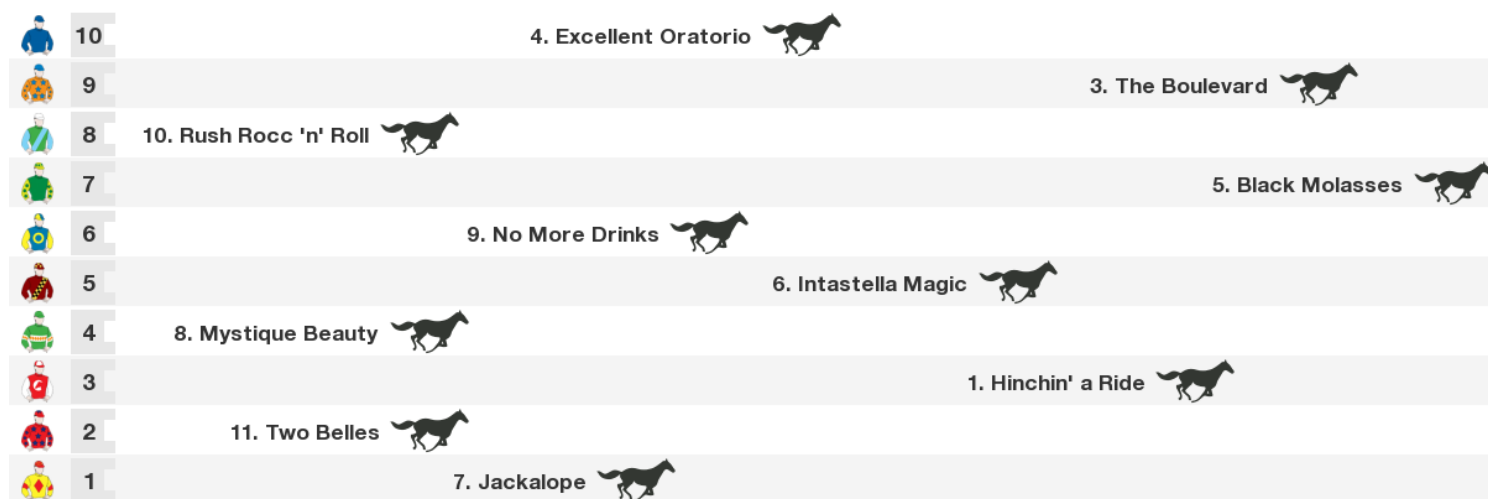 10 4. Excellent Oratorio
9 3. The Boulevard
8 10. Rush Rocc 'n' Roll
7 5. Black Molasses
6 9. No More Drinks
5 6. Intastella Magic
4 8. Mystique Beauty
3 1. Hinchin' a Ride
2 11. Two Belles
1 7. Jackalope